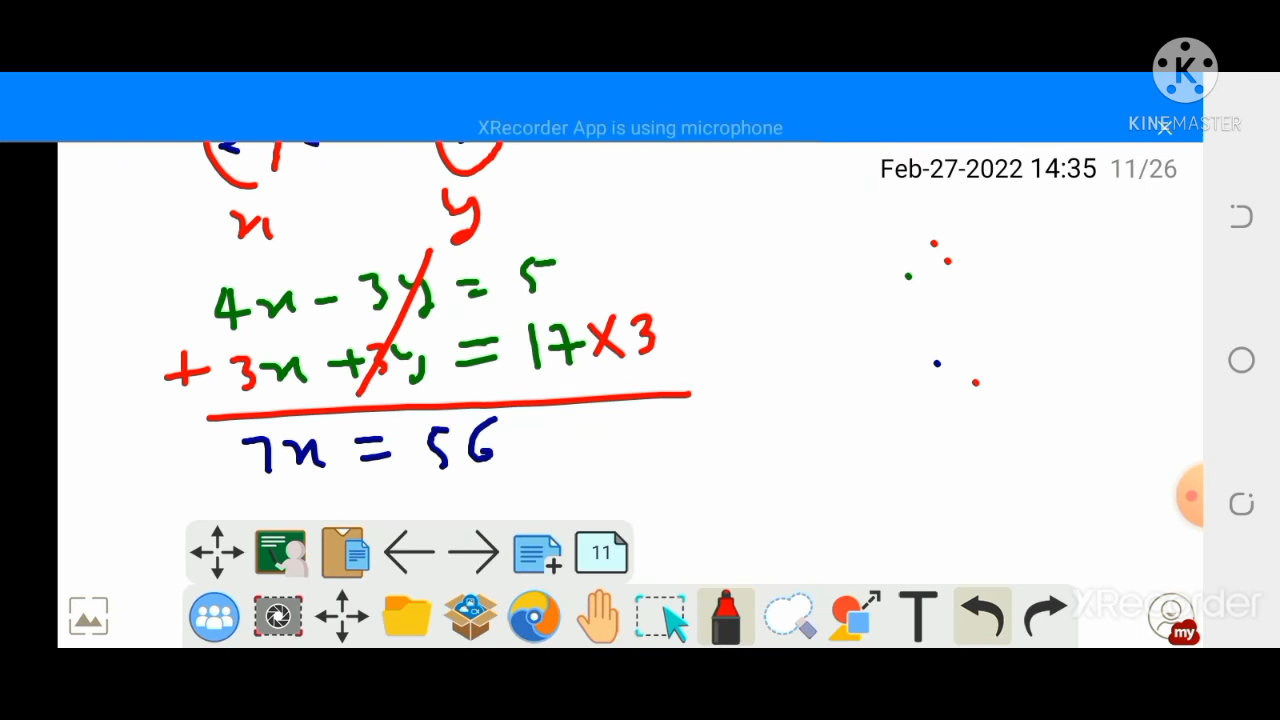 K
KINEMASTER
XRecorder App is using microphone
Feb-27-2022 14:35 11/26
x y
4x - 3y = 5
+ 3x + 3y = 17 × 3
7x = 56
11
T
XRecorder
my